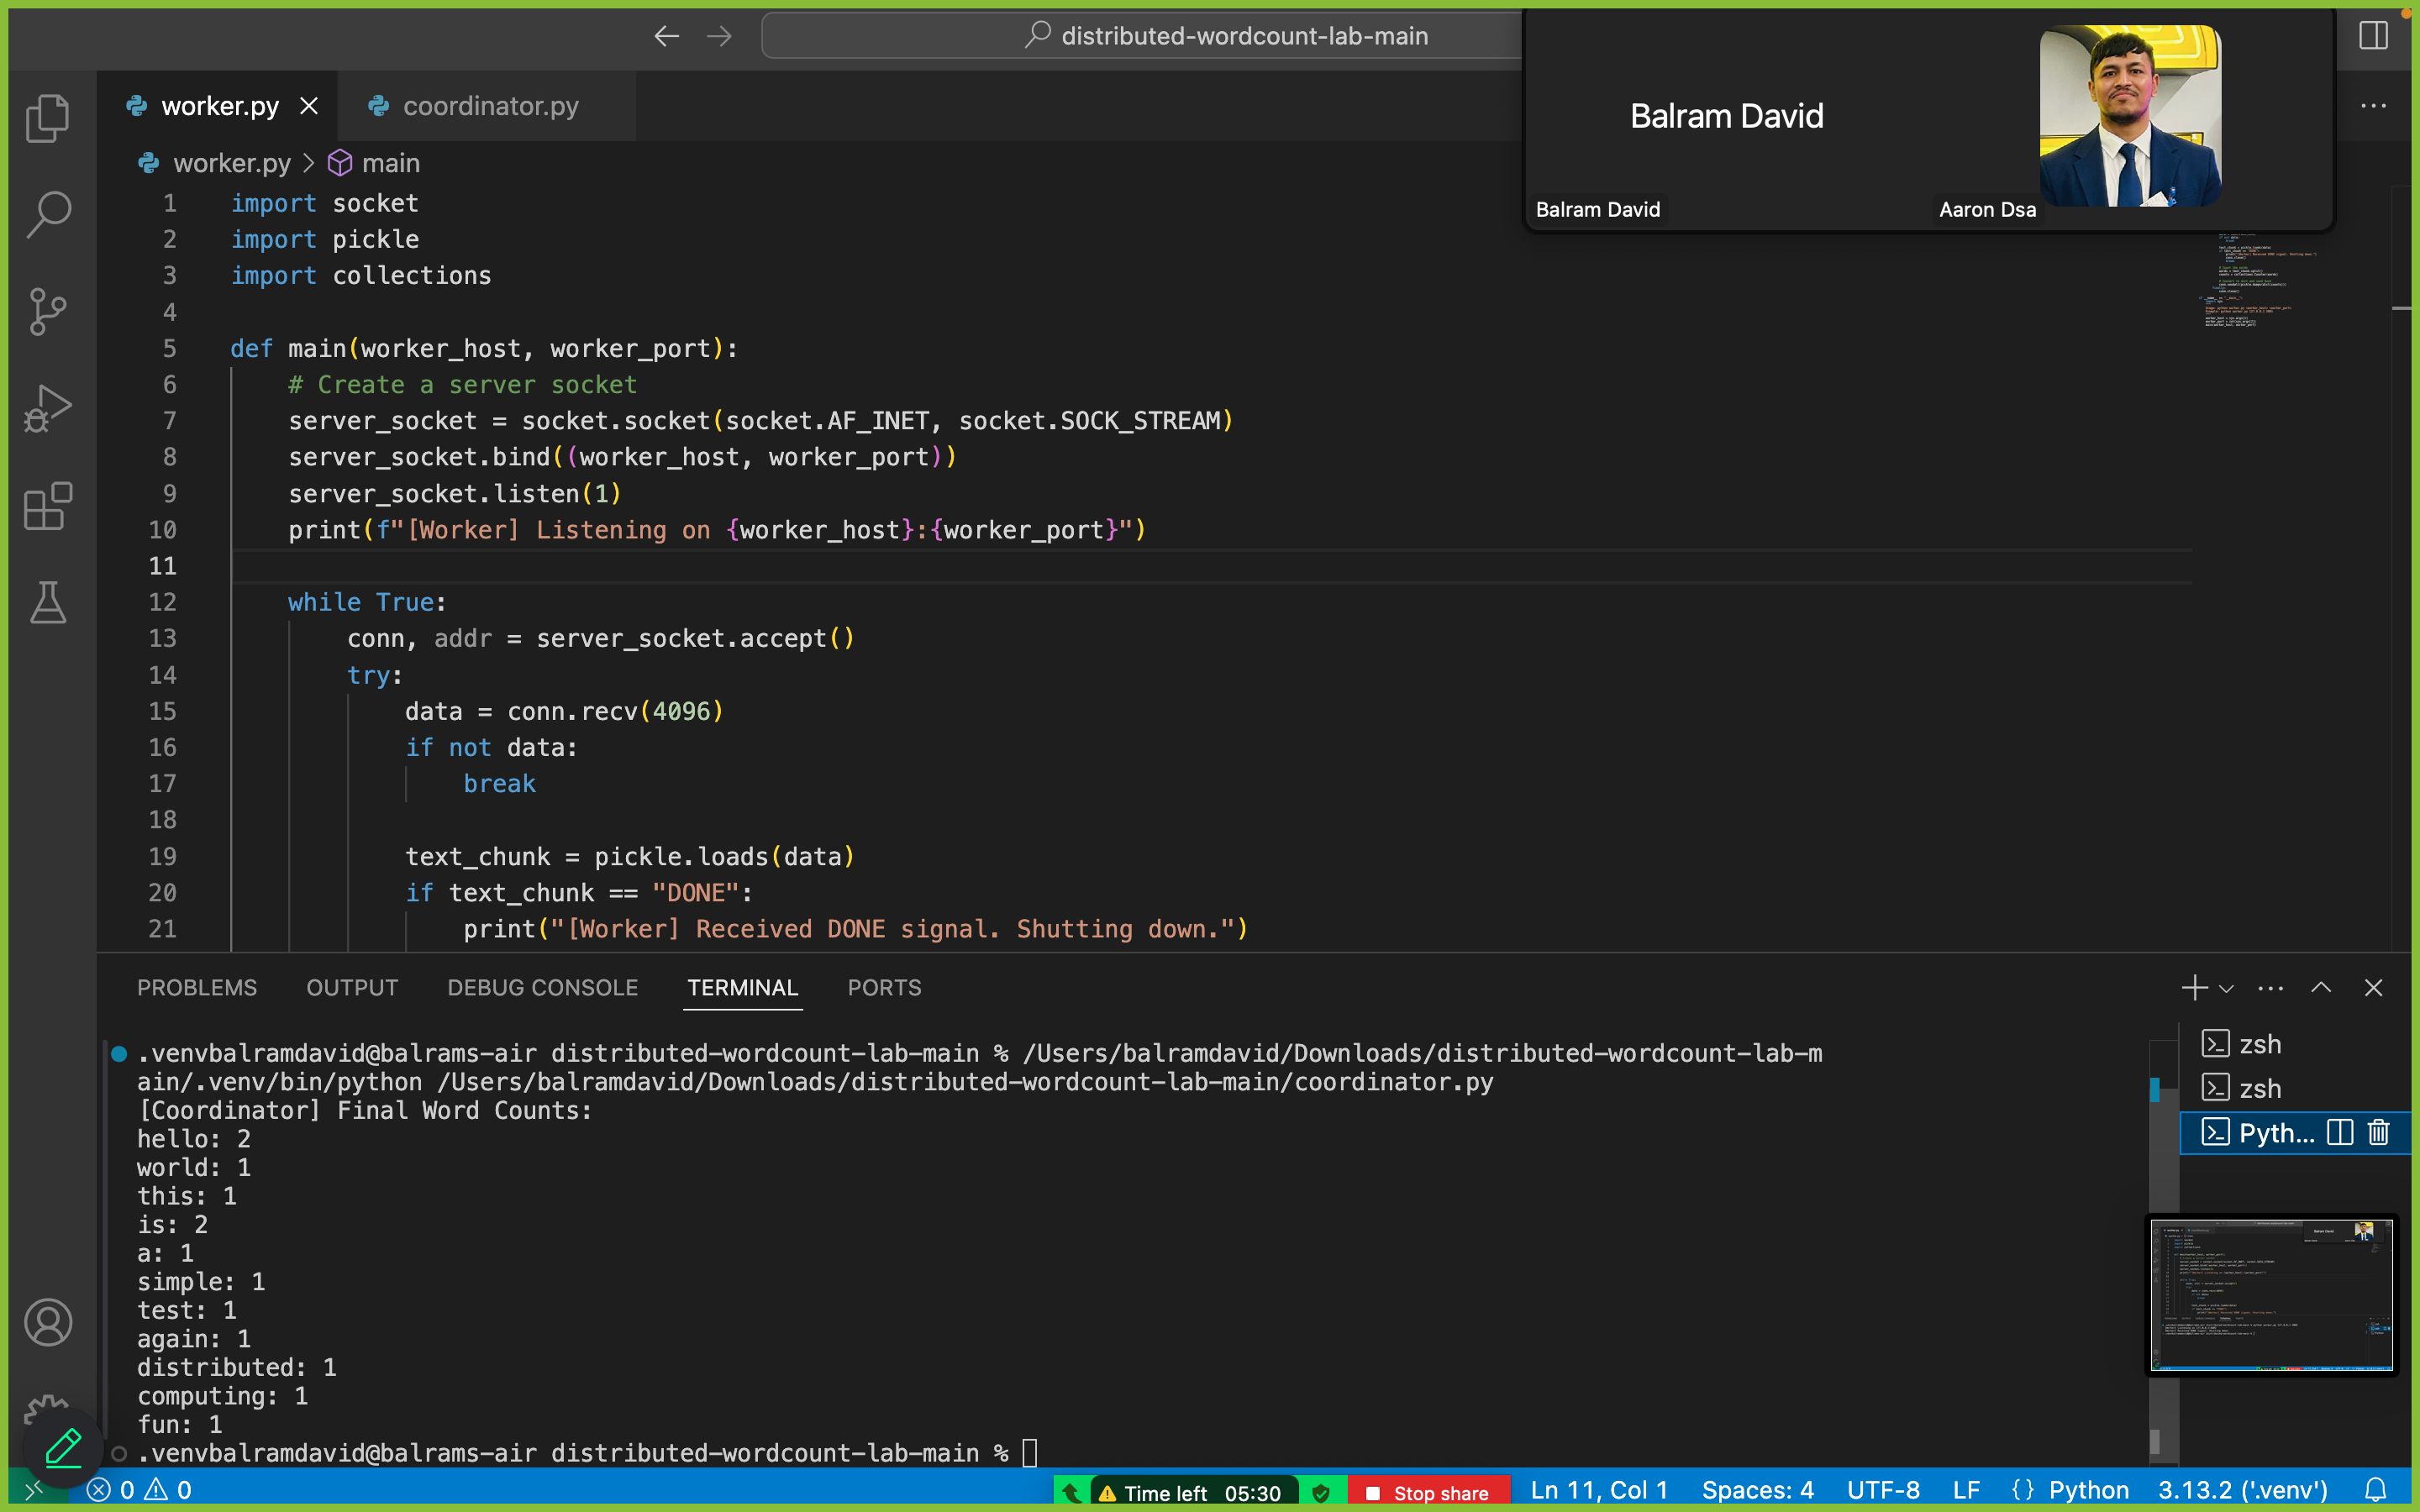 distributed-wordcount-lab-main
Balram David
Balram David
Aaron Dsa
worker.py
coordinator.py
worker.py > main
1 import socket
2 import pickle
3 import collections
4
5 def main(worker_host, worker_port):
6 # Create a server socket
7 server_socket = socket.socket(socket.AF_INET, socket.SOCK_STREAM)
8 server_socket.bind((worker_host, worker_port))
9 server_socket.listen(1)
10 print(f"[Worker] Listening on {worker_host}:{worker_port}")
11
12 while True:
13 conn, addr = server_socket.accept()
14 try:
15 data = conn.recv(4096)
16 if not data:
17 break
18
19 text_chunk = pickle.loads(data)
20 if text_chunk == "DONE":
21 print("[Worker] Received DONE signal. Shutting down.")
PROBLEMS OUTPUT DEBUG CONSOLE TERMINAL PORTS
.venvbalramdavid@balrams-air distributed-wordcount-lab-main % /Users/balramdavid/Downloads/distributed-wordcount-lab-m
ain/.venv/bin/python /Users/balramdavid/Downloads/distributed-wordcount-lab-main/coordinator.py
[Coordinator] Final Word Counts:
hello: 2
world: 1
this: 1
is: 2
a: 1
simple: 1
test: 1
again: 1
distributed: 1
computing: 1
fun: 1
.venvbalramdavid@balrams-air distributed-wordcount-lab-main %
zsh
zsh
Pyth...
0 0
Time left 05:30
Stop share
Ln 11, Col 1 Spaces: 4 UTF-8 LF {} Python 3.13.2 ('.venv')